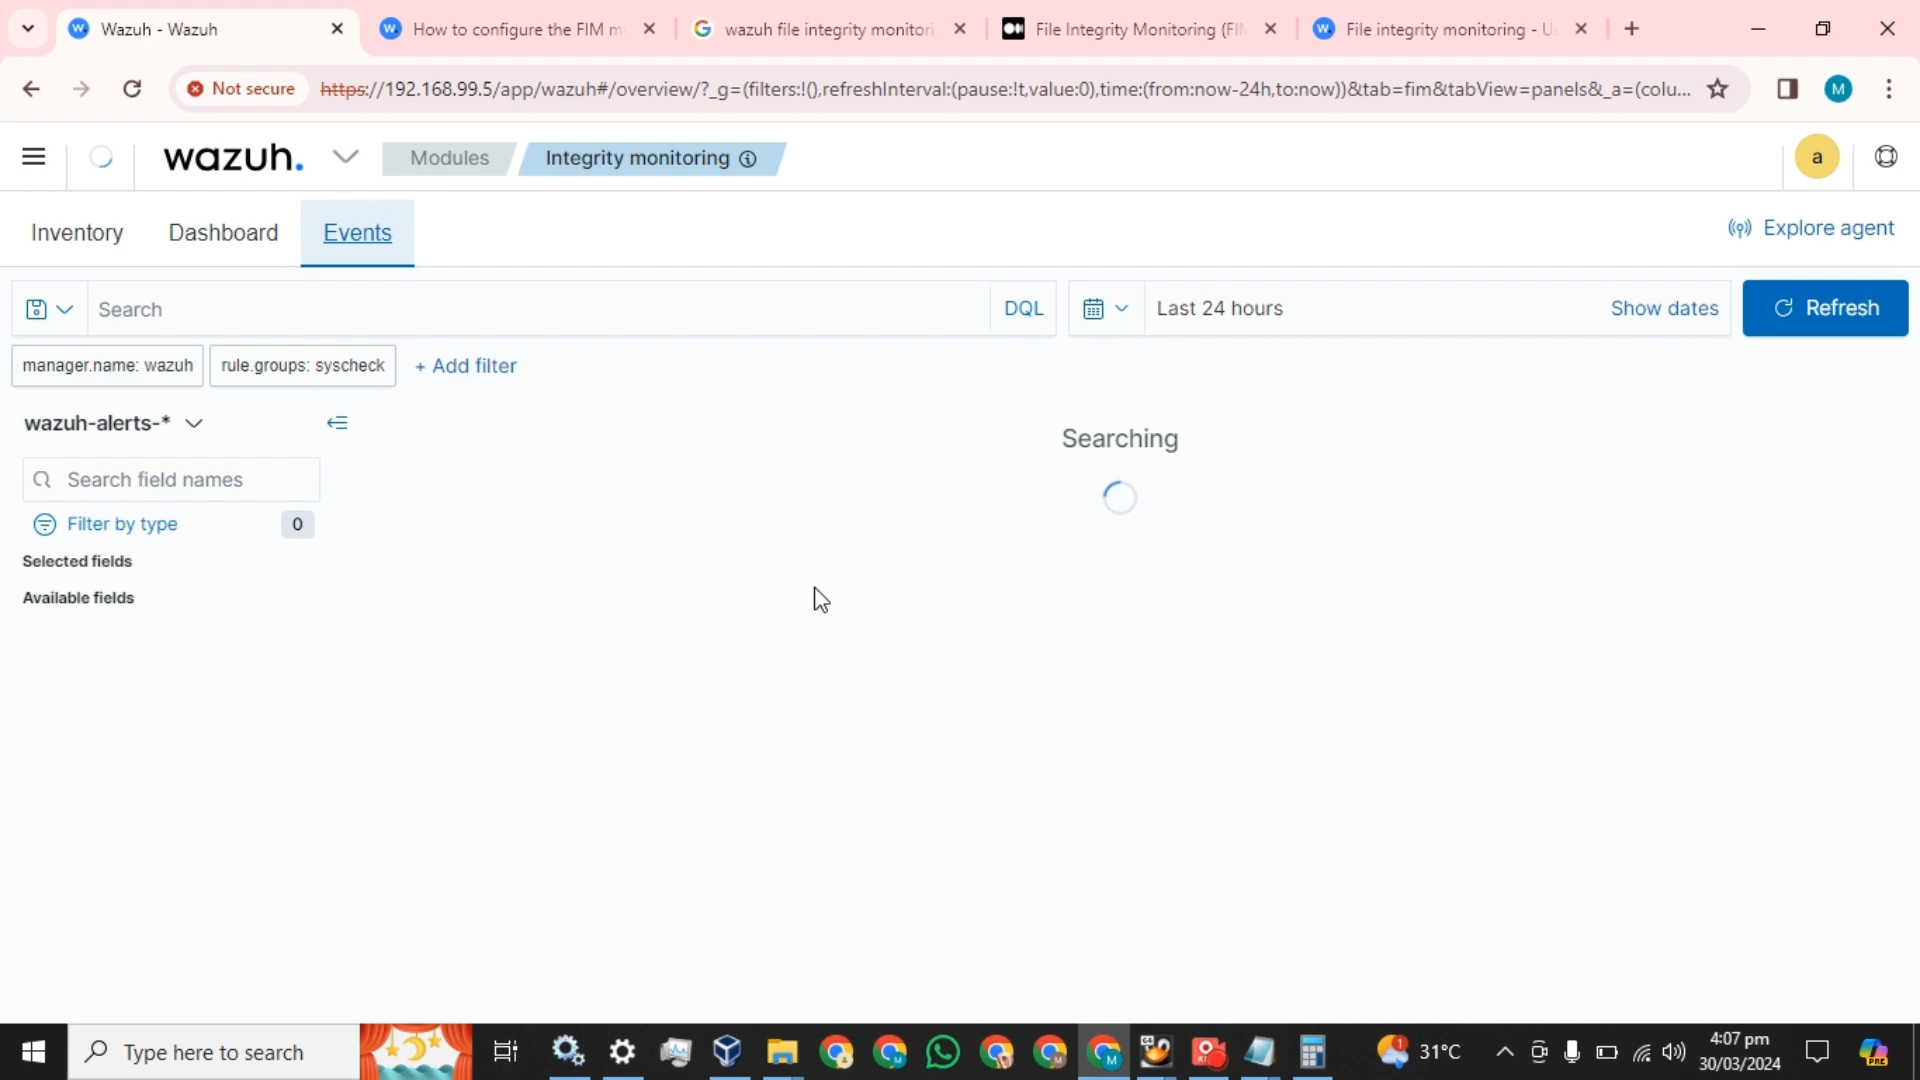 Wazuh - Wazuh
How to configure the FIM m
wazuh file integrity monitori
File Integrity Monitoring (FIM
File integrity monitoring - U
Not secure
https://192.168.99.5/app/wazuh#/overview/?_g=(filters:!(),refreshInterval:(pause:!t,value:0),time:(from:now-24h,to:now))&tab=fim&tabView=panels&_a=(colu...
M
wazuh.
Modules
Integrity monitoring
a
Inventory
Dashboard
Events
Explore agent
Search
DQL
Last 24 hours
Show dates
Refresh
manager.name: wazuh
rule.groups: syscheck
+ Add filter
wazuh-alerts-*
Searching
Search field names
Filter by type
0
Selected fields
Available fields
Type here to search
31°C
4:07 pm
30/03/2024